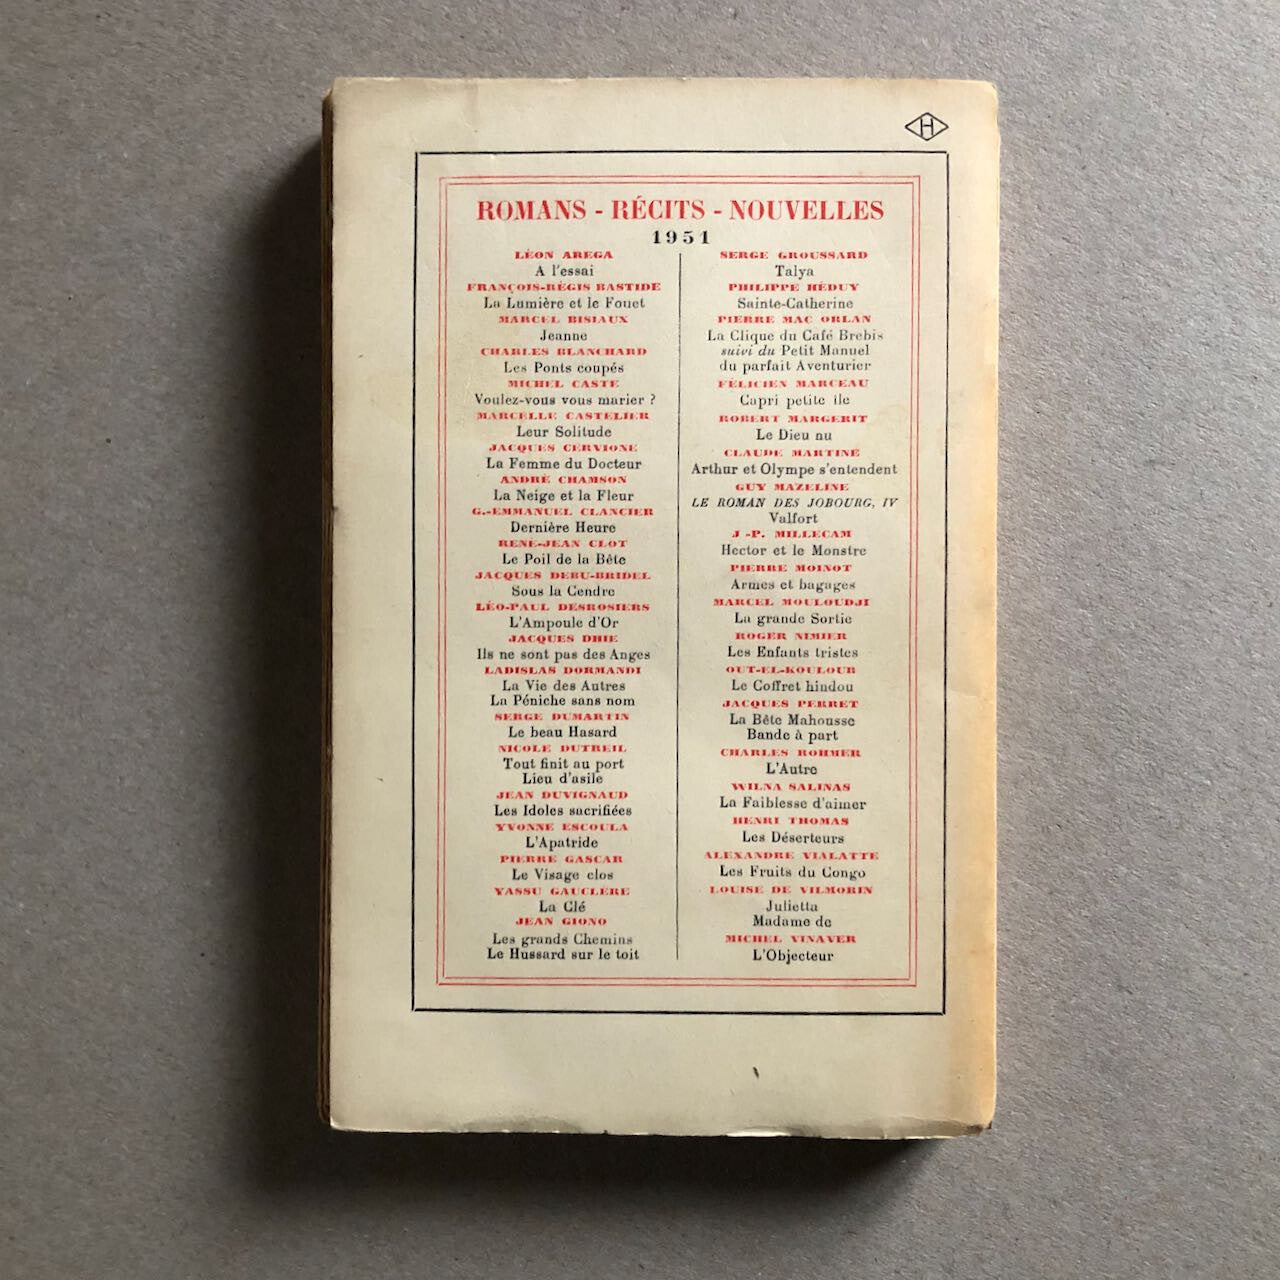 H
ROMANS - RÉCITS - NOUVELLES
1951
LÉON AREGA
A l'essai
FRANÇOIS-RÉGIS BASTIDE
La Lumière et le Fouet
MARCEL BISIAUX
Jeanne
CHARLES BLANCHARD
Les Ponts coupés
MICHEL CASTE
Voulez-vous vous marier ?
MARCELLE CASTELIER
Leur Solitude
JACQUES CERVIONE
La Femme du Docteur
ANDRÉ CHAMSON
La Neige et la Fleur
G.-EMMANUEL CLANCIER
Dernière Heure
RENÉ-JEAN CLOT
Le Poil de la Bête
JACQUES DEBU-BRIDEL
Sous la Cendre
LÉO-PAUL DESROSIERS
L'Ampoule d'Or
JACQUES DHIE
Ils ne sont pas des Anges
LADISLAS DORMANDI
La Vie des Autres
La Péniche sans nom
SERGE DUMARTIN
Le beau Hasard
NICOLE DUTREIL
Tout finit au port
Lieu d'asile
JEAN DUVIGNAUD
Les Idoles sacrifiées
YVONNE ESCOULA
L'Apatride
PIERRE GASCAR
Le Visage clos
YASSU GAUCLÈRE
La Clé
JEAN GIONO
Les grands Chemins
Le Hussard sur le toit
SERGE GROUSSARD
Talya
PHILIPPE HÉDUY
Sainte-Catherine
PIERRE MAC ORLAN
La Clique du Café Brebis
suivi du Petit Manuel
du parfait Aventurier
FÉLICIEN MARCEAU
Capri petite île
ROBERT MARGERIT
Le Dieu nu
CLAUDE MARTINE
Arthur et Olympe s'entendent
GUY MAZELINE
LE ROMAN DES JOBOURG, IV
Valfort
J -P. MILLECAM
Hector et le Monstre
PIERRE MOINOT
Armes et bagages
MARCEL MOULOUDJI
La grande Sortie
ROGER NIMIER
Les Enfants tristes
OUT-EL-KOULOUB
Le Coffret hindou
JACQUES PERRET
La Bête Mahousse
Bande à part
CHARLES ROHMER
L'Autre
WILNA SALINAS
La Faiblesse d'aimer
HENRI THOMAS
Les Déserteurs
ALEXANDRE VIALATTE
Les Fruits du Congo
LOUISE DE VILMORIN
Julietta
Madame de
MICHEL VINAVER
L'Objecteur